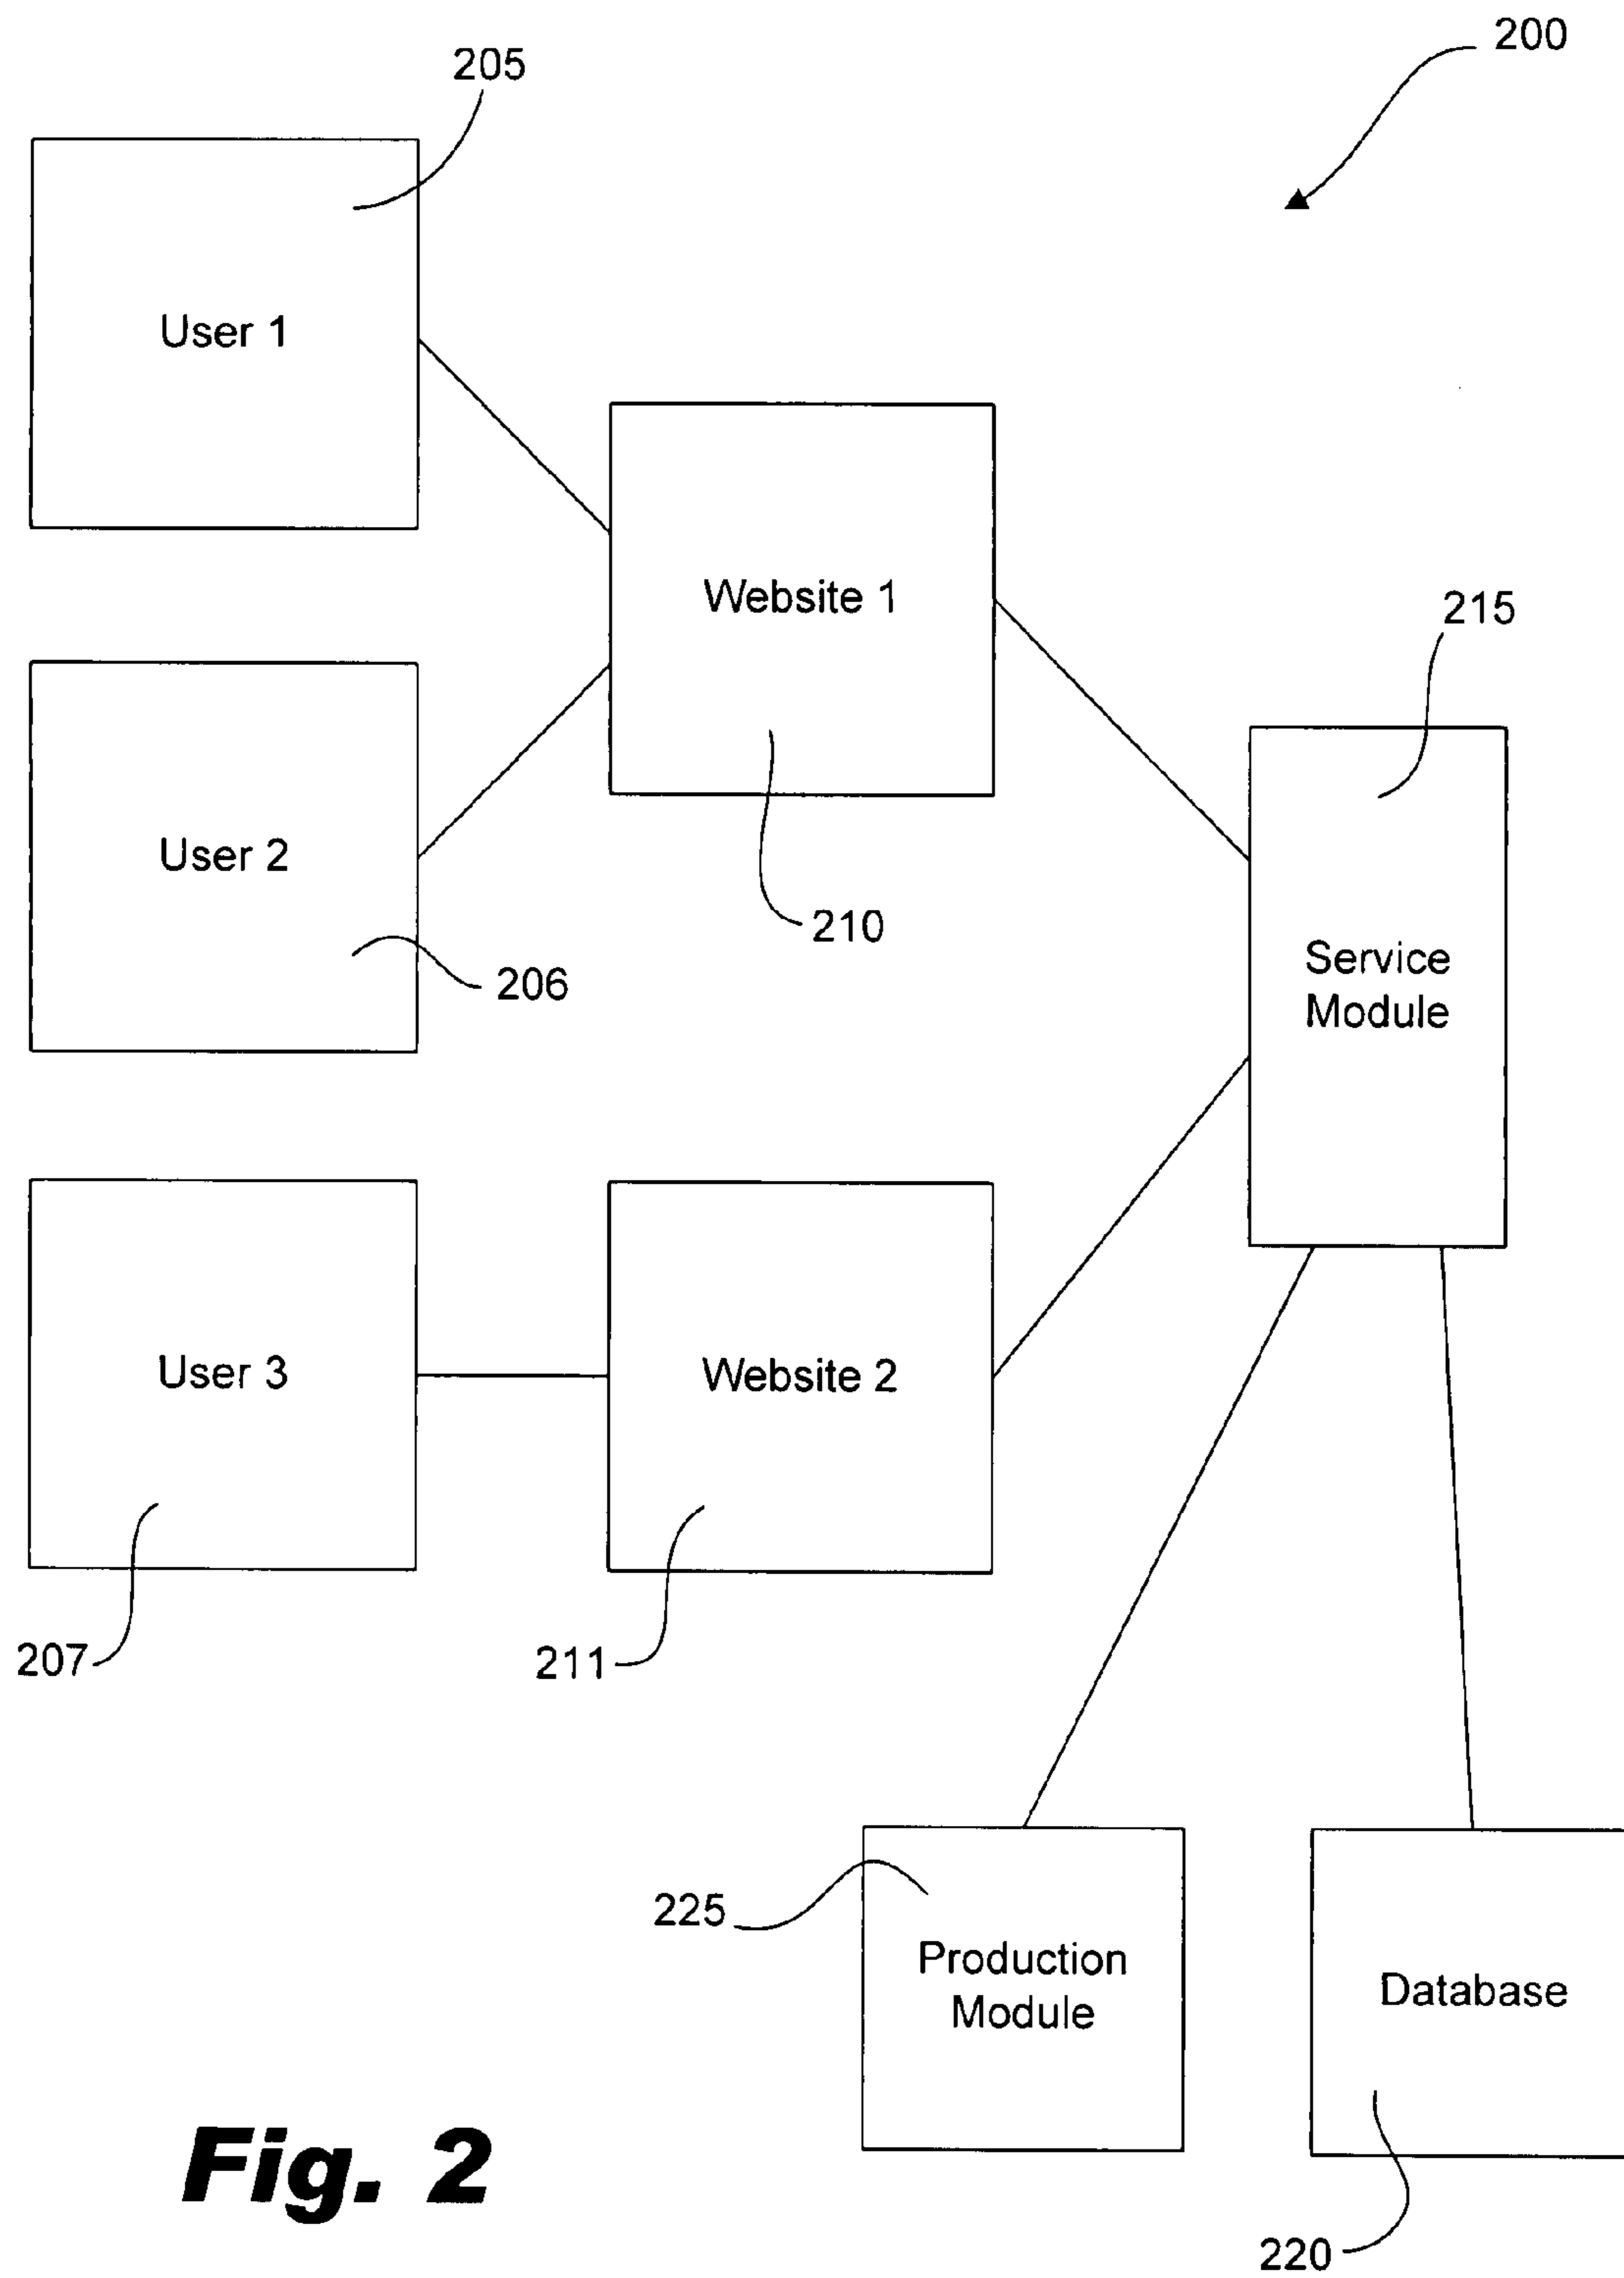 200
205
User 1
Website 1
215
User 2
210
206
Service
Module
User 3
Website 2
207
211
225
Production
Module
Database
Fig. 2
220